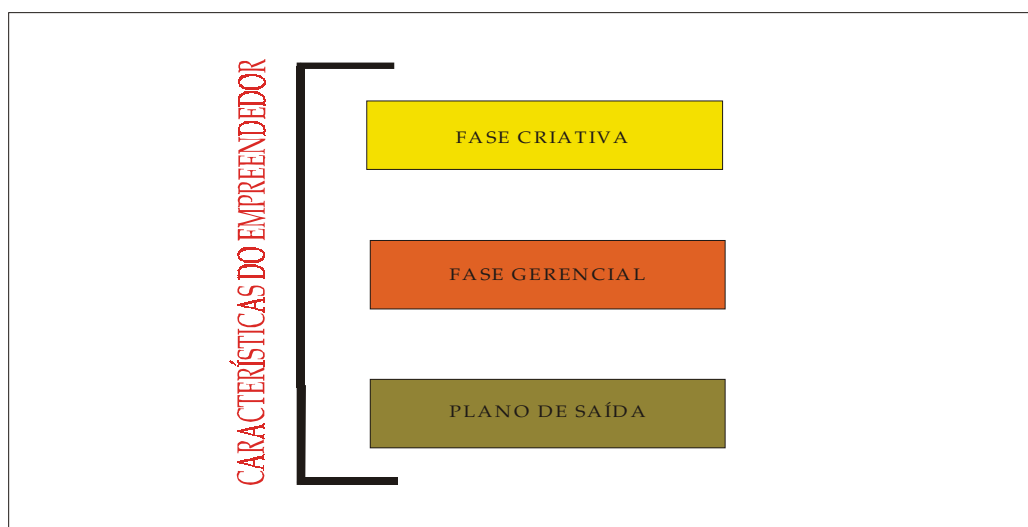 CARACTERÍSTICAS DO EMPREENDEDOR
FASE CRIATIVA
FASE GERENCIAL
PLANO DE SAÍDA